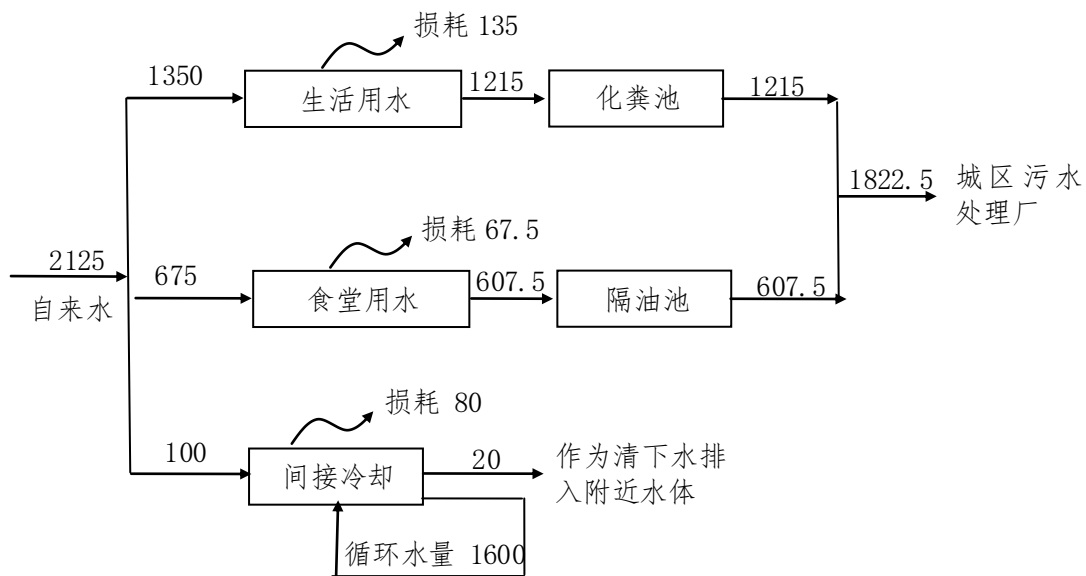 损耗 135
1350
生活用水
1215
化粪池
1215
1822.5
城区污水
处理厂
损耗 67.5
2125
自来水
675
食堂用水
607.5
隔油池
607.5
损耗 80
100
间接冷却
20
作为清下水排
入附近水体
循环水量 1600